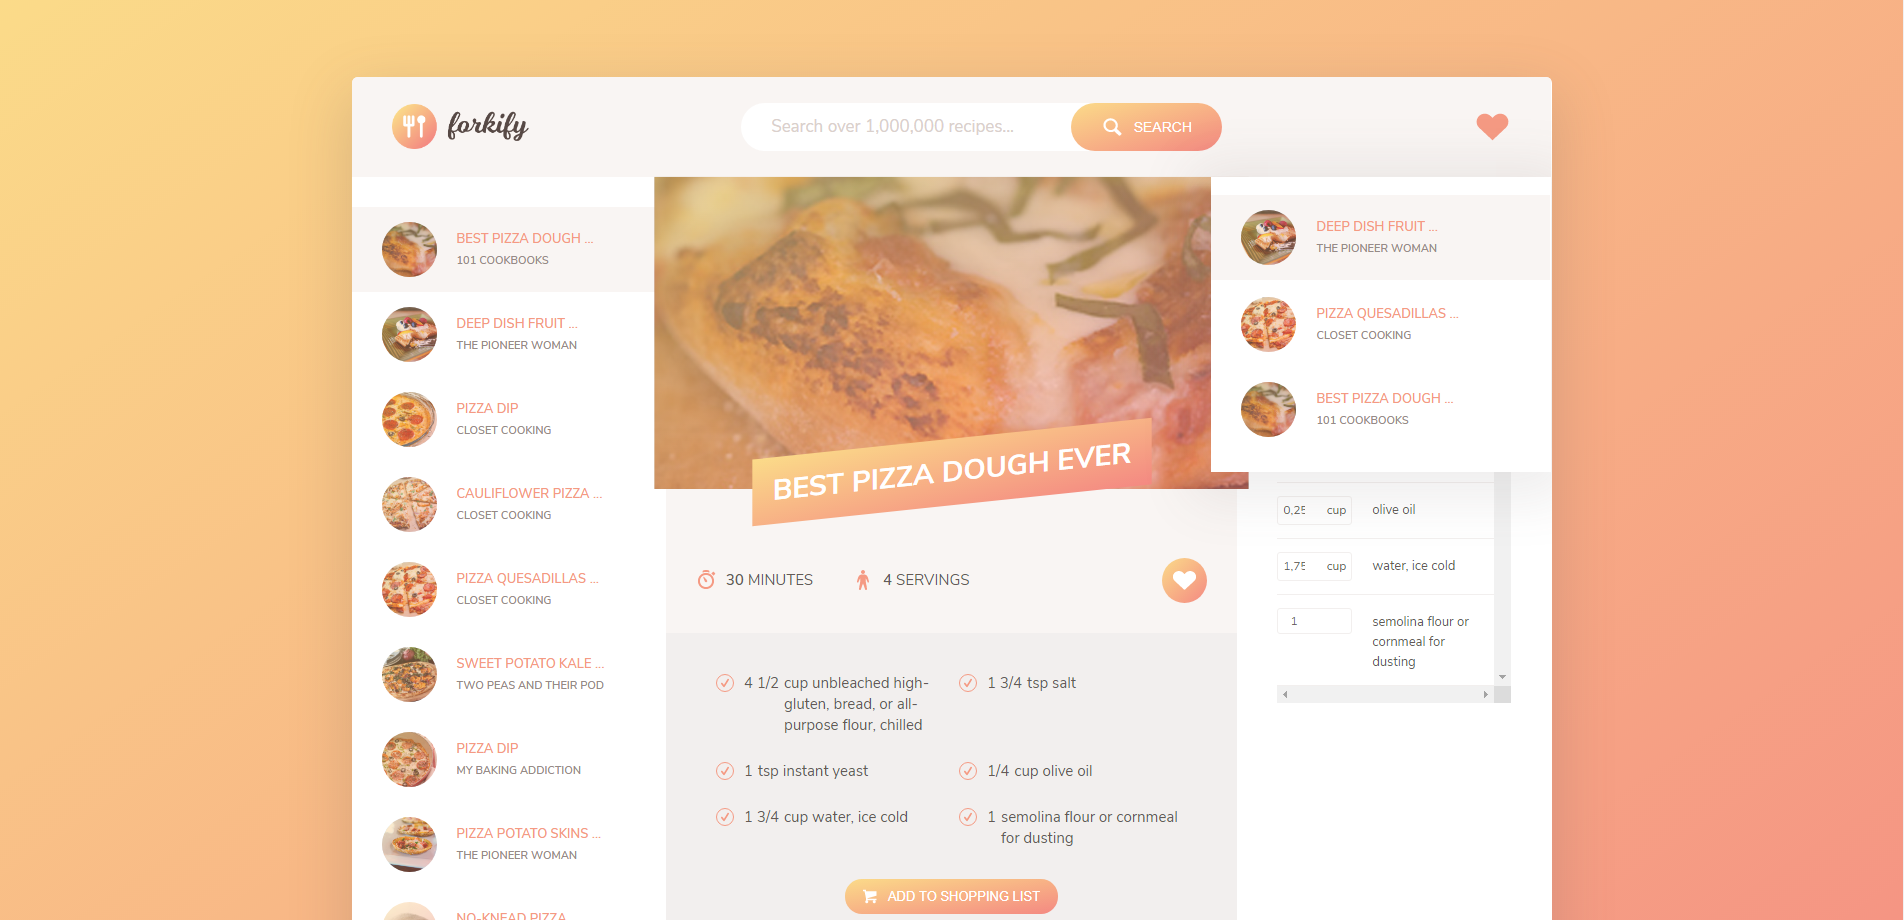 forkify
Search over 1,000,000 recipes...
SEARCH
BEST PIZZA DOUGH ...
101 COOKBOOKS
DEEP DISH FRUIT ...
THE PIONEER WOMAN
PIZZA DIP
CLOSET COOKING
CAULIFLOWER PIZZA ...
CLOSET COOKING
PIZZA QUESADILLAS ...
CLOSET COOKING
SWEET POTATO KALE ...
TWO PEAS AND THEIR POD
PIZZA DIP
MY BAKING ADDICTION
PIZZA POTATO SKINS ...
THE PIONEER WOMAN
NO-KNEAD PIZZA
BEST PIZZA DOUGH EVER
30 MINUTES
4 SERVINGS
4 1/2 cup unbleached high-
gluten, bread, or all-
purpose flour, chilled
1 3/4 tsp salt
1 tsp instant yeast
1/4 cup olive oil
1 3/4 cup water, ice cold
1 semolina flour or cornmeal
for dusting
ADD TO SHOPPING LIST
DEEP DISH FRUIT ...
THE PIONEER WOMAN
PIZZA QUESADILLAS ...
CLOSET COOKING
BEST PIZZA DOUGH ...
101 COOKBOOKS
0,25 cup olive oil
1,75 cup water, ice cold
1 semolina flour or
cornmeal for
dusting